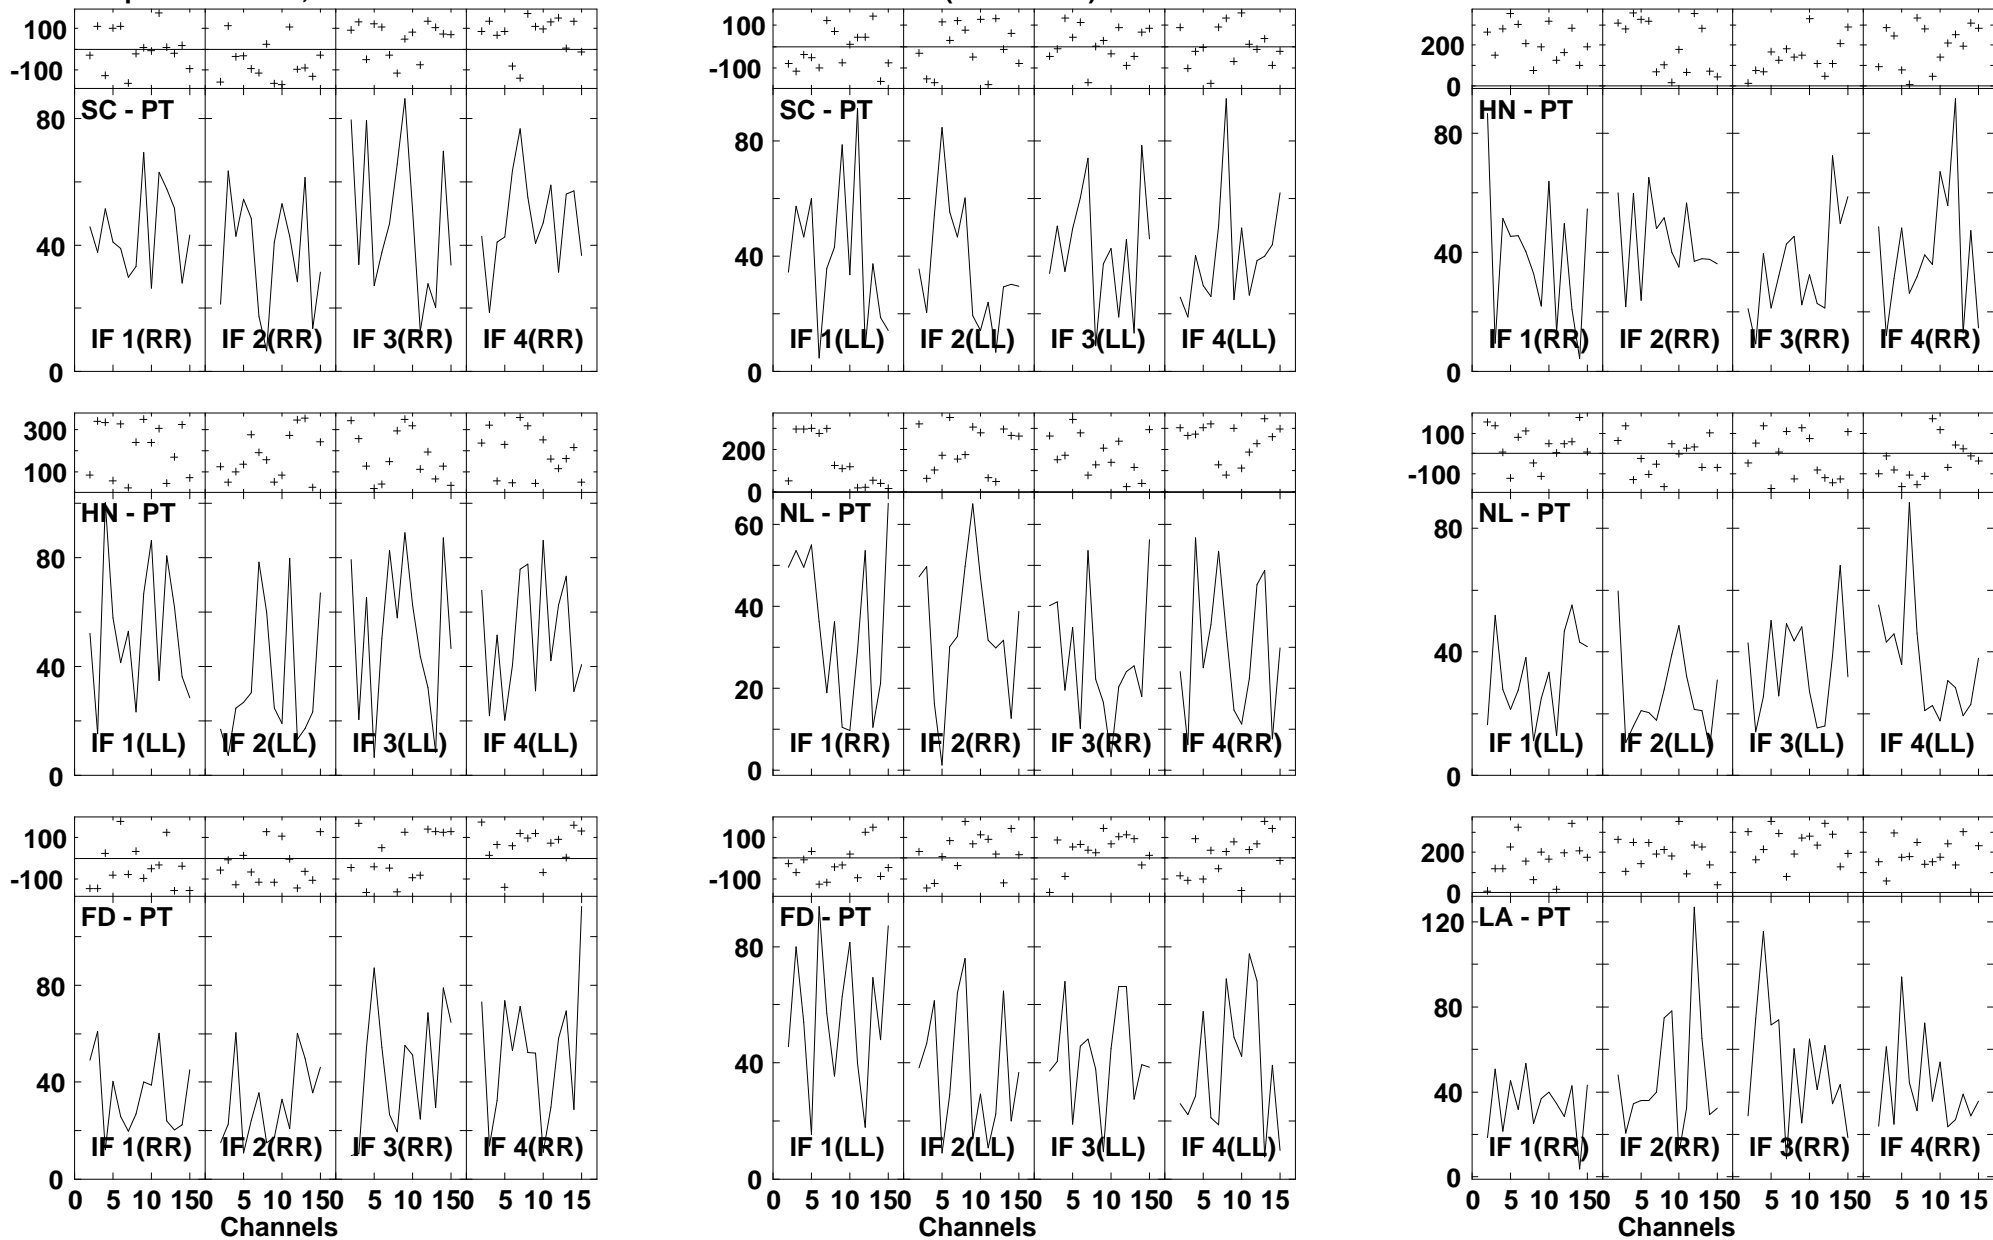 100 100 200
-100 -100 0
SC - PT SC - PT HN - PT
80 80 80
40 40 40
IF 1(RR) IF 2(RR) IF 3(RR) IF 4(RR) IF 1(LL) IF 2(LL) IF 3(LL) IF 4(LL) IF 1(RR) IF 2(RR) IF 3(RR) IF 4(RR)
0 0 0
300 200 100
100 0 -100
HN - PT NL - PT NL - PT
80 60 80
40 40 40
20
IF 1(LL) IF 2(LL) IF 3(LL) IF 4(LL) IF 1(RR) IF 2(RR) IF 3(RR) IF 4(RR) IF 1(LL) IF 2(LL) IF 3(LL) IF 4(LL)
0 0 0
100 100 200
-100 -100 0
FD - PT FD - PT LA - PT
120
80 80 80
40 40 40
IF 1(RR) IF 2(RR) IF 3(RR) IF 4(RR) IF 1(LL) IF 2(LL) IF 3(LL) IF 4(LL) IF 1(RR) IF 2(RR) IF 3(RR) IF 4(RR)
0 0 0
0 5 10 150 5 10 150 5 10 150 5 10 15 0 5 10 150 5 10 150 5 10 150 5 10 15 0 5 10 150 5 10 150 5 10 150 5 10 15
Channels Channels Channels